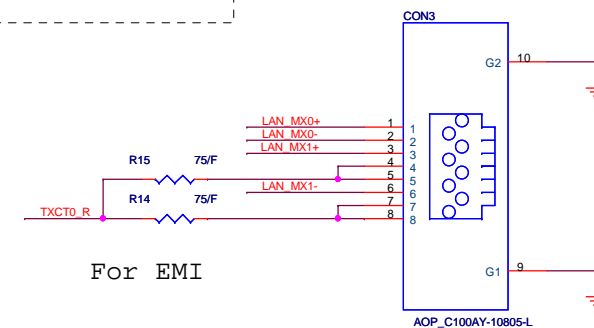 CON3
G2 10
LAN_MX0+ 1 1
LAN_MX0- 2 2
LAN_MX1+ 3 3
R15 75/F 4 4
5 5
LAN_MX1- 6 6
R14 75/F 7 7
TXCT0_R 8 8
For EMI
G1 9
AOP_C100AY-10805-L